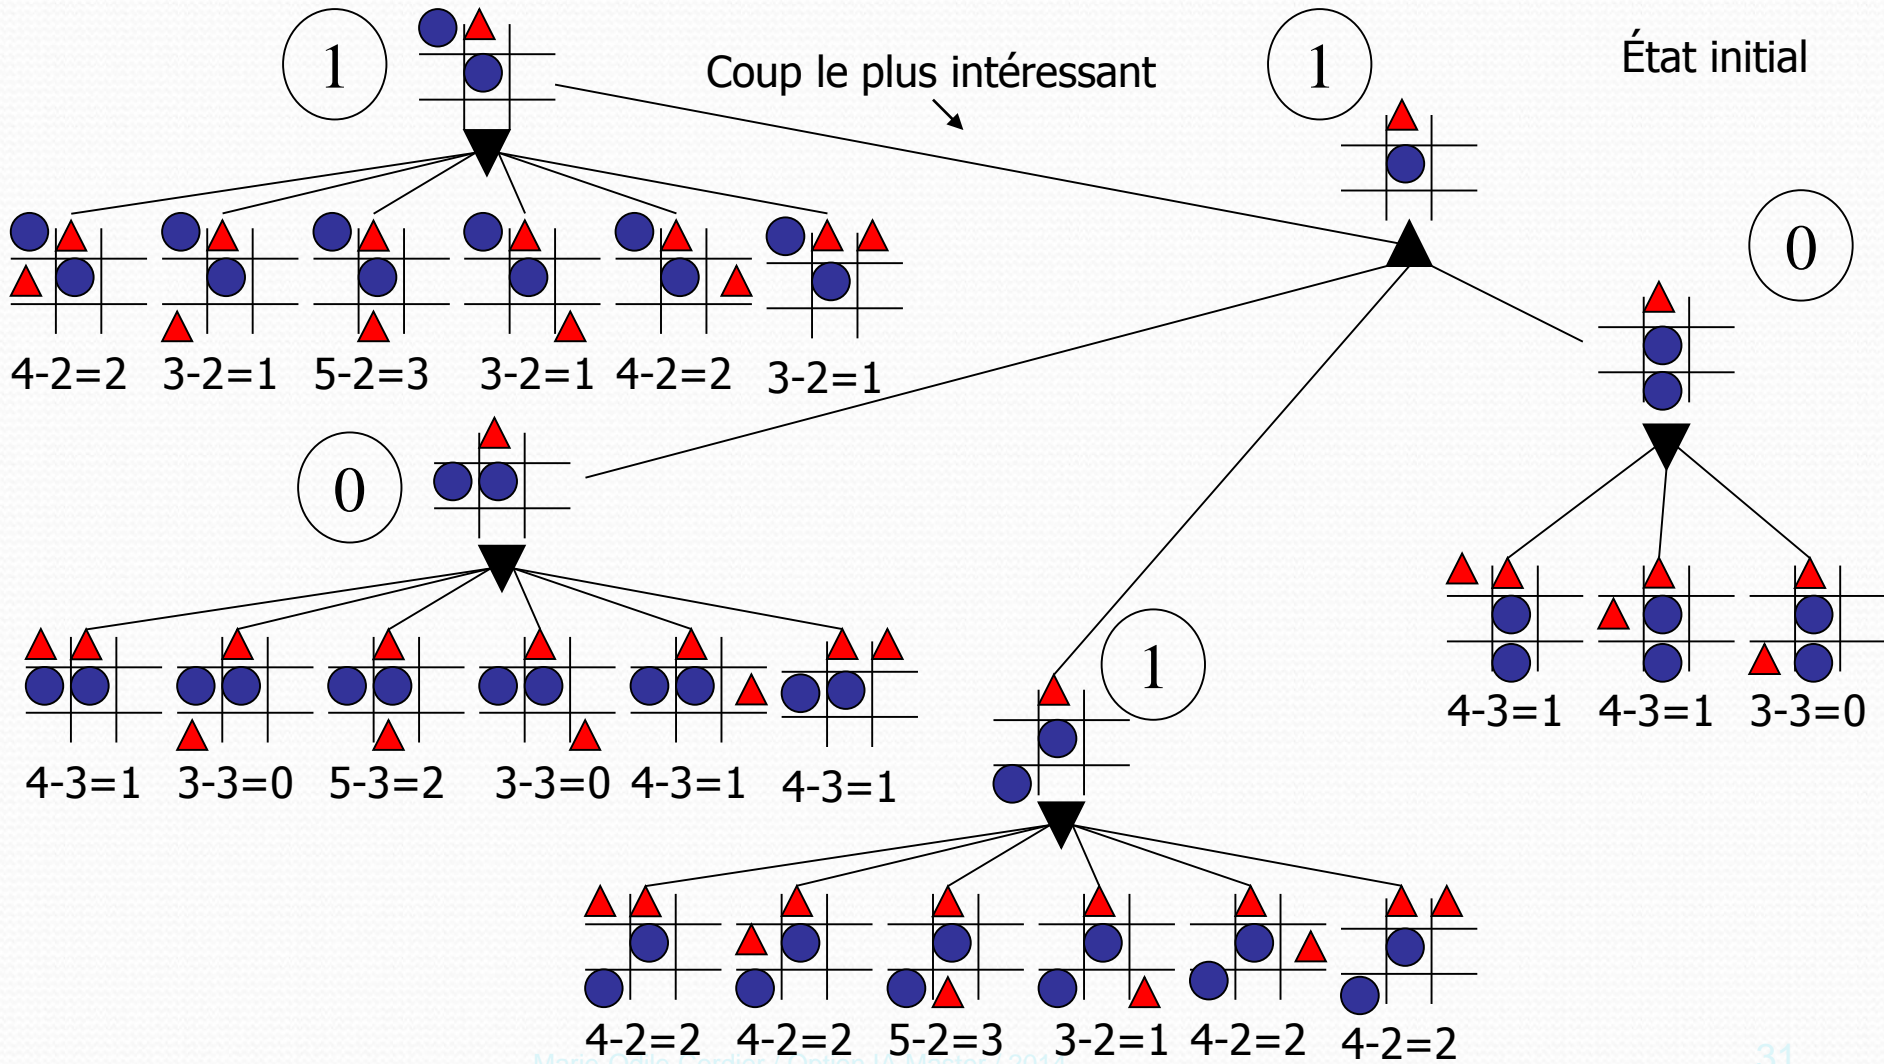 1
Coup le plus intéressant
1
État initial
0
4-2=2 3-2=1 5-2=3 3-2=1 4-2=2 3-2=1
0
4-3=1 3-3=0 5-3=2 3-3=0 4-3=1 4-3=1
1
4-3=1 4-3=1 3-3=0
4-2=2 4-2=2 5-2=3 3-2=1 4-2=2 4-2=2
31